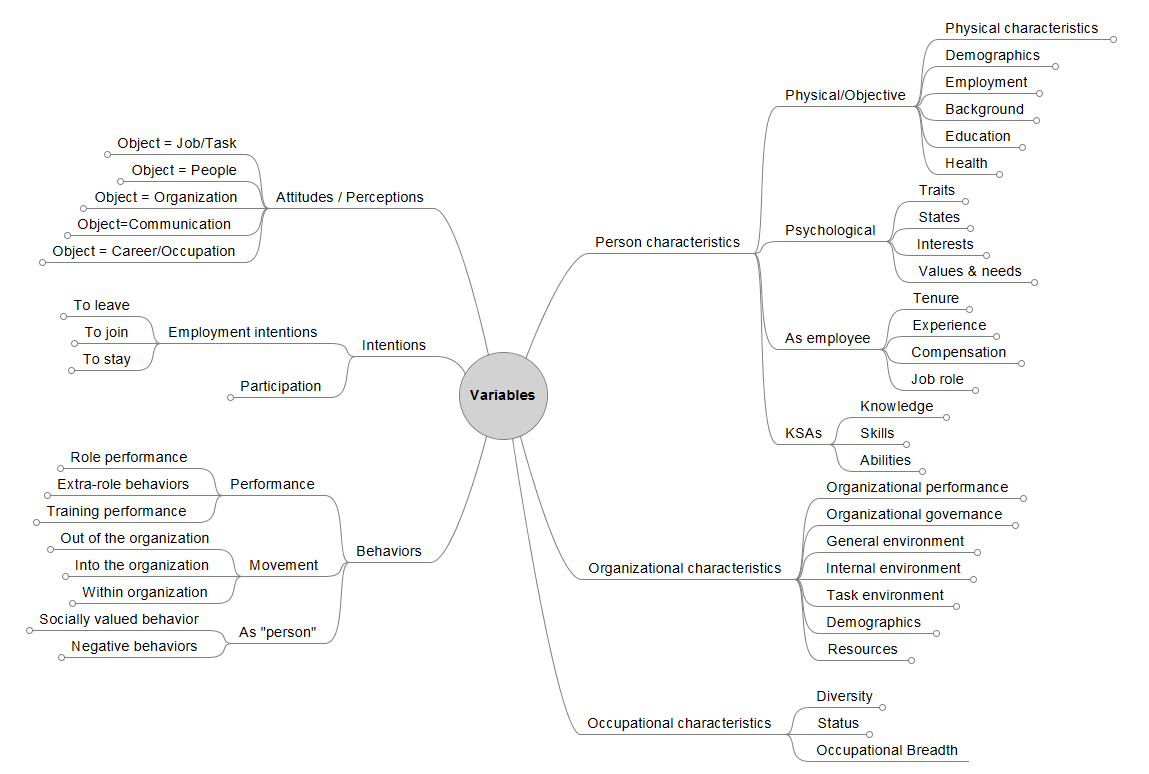 Variables
Attitudes / Perceptions
Object = Job/Task
Object = People
Object = Organization
Object=Communication
Object = Career/Occupation
Intentions
Employment intentions
To leave
To join
To stay
Participation
Behaviors
Performance
Role performance
Extra-role behaviors
Training performance
Movement
Out of the organization
Into the organization
Within organization
As "person"
Socially valued behavior
Negative behaviors
Person characteristics
Physical/Objective
Physical characteristics
Demographics
Employment
Background
Education
Health
Psychological
Traits
States
Interests
Values & needs
As employee
Tenure
Experience
Compensation
Job role
KSAs
Knowledge
Skills
Abilities
Organizational characteristics
Organizational performance
Organizational governance
General environment
Internal environment
Task environment
Demographics
Resources
Occupational characteristics
Diversity
Status
Occupational Breadth